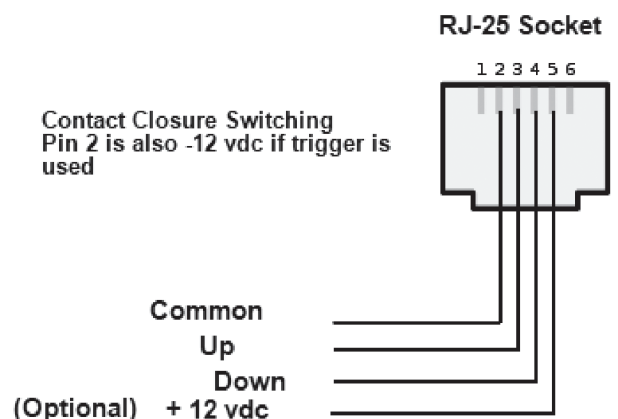 RJ-25 Socket
1 2 3 4 5 6
Contact Closure Switching
Pin 2 is also -12 vdc if trigger is
used
Common
Up
Down
(Optional) + 12 vdc